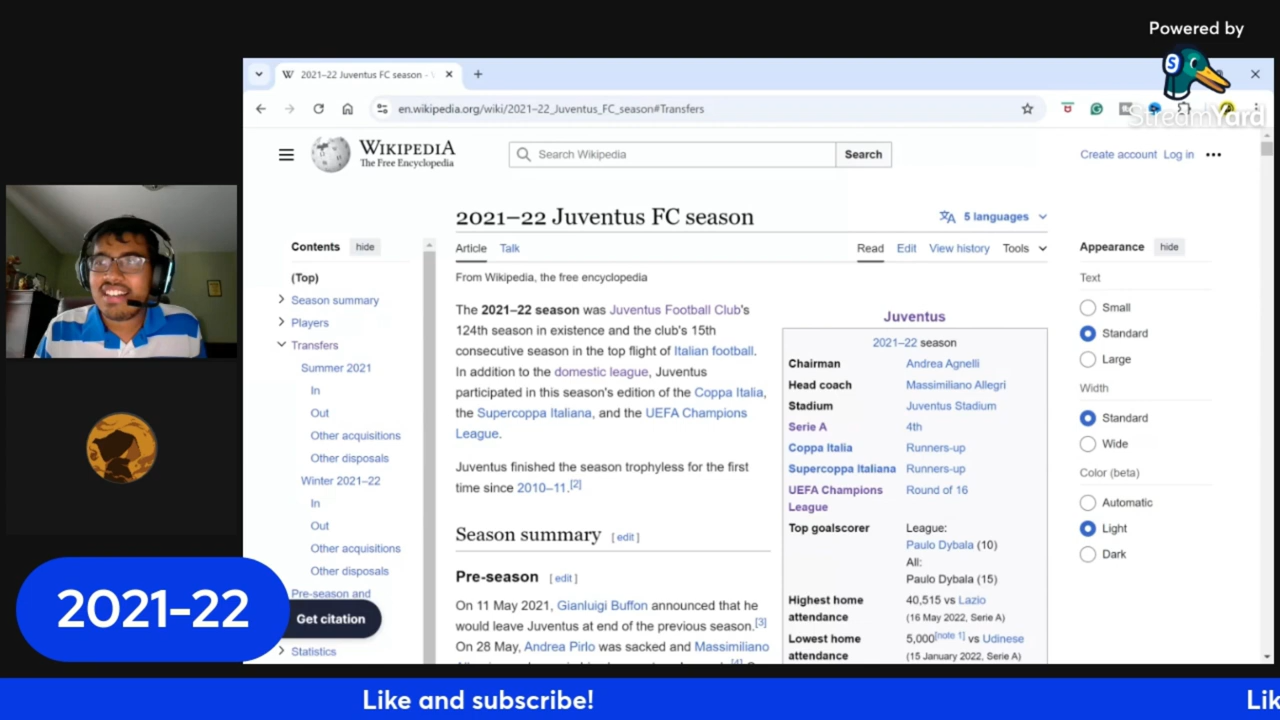 Powered by
StreamYard
2021–22 Juventus FC season -
en.wikipedia.org/wiki/2021–22_Juventus_FC_season#Transfers
WIKIPEDIA
The Free Encyclopedia
Search Wikipedia
Search
Create account Log in
2021–22 Juventus FC season
5 languages
Article Talk
Read Edit View history Tools
From Wikipedia, the free encyclopedia
Contents hide
(Top)
Season summary
Players
Transfers
Summer 2021
In
Out
Other acquisitions
Other disposals
Winter 2021–22
In
Out
Other acquisitions
Other disposals
Pre-season and
Get citation
Statistics
The 2021–22 season was Juventus Football Club's
124th season in existence and the club's 15th
consecutive season in the top flight of Italian football.
In addition to the domestic league, Juventus
participated in this season's edition of the Coppa Italia,
the Supercoppa Italiana, and the UEFA Champions
League.
Juventus finished the season trophyless for the first
time since 2010–11.[2]
Season summary [ edit ]
Pre-season [ edit ]
On 11 May 2021, Gianluigi Buffon announced that he
would leave Juventus at end of the previous season.[3]
On 28 May, Andrea Pirlo was sacked and Massimiliano
Juventus
2021–22 season
Chairman Andrea Agnelli
Head coach Massimiliano Allegri
Stadium Juventus Stadium
Serie A 4th
Coppa Italia Runners-up
Supercoppa Italiana Runners-up
UEFA Champions League Round of 16
Top goalscorer League:
Paulo Dybala (10)
All:
Paulo Dybala (15)
Highest home attendance 40,515 vs Lazio
(16 May 2022, Serie A)
Lowest home attendance 5,000[note 1] vs Udinese
(15 January 2022, Serie A)
Appearance hide
Text
Small
Standard
Large
Width
Standard
Wide
Color (beta)
Automatic
Light
Dark
2021-22
Like and subscribe!
Lik